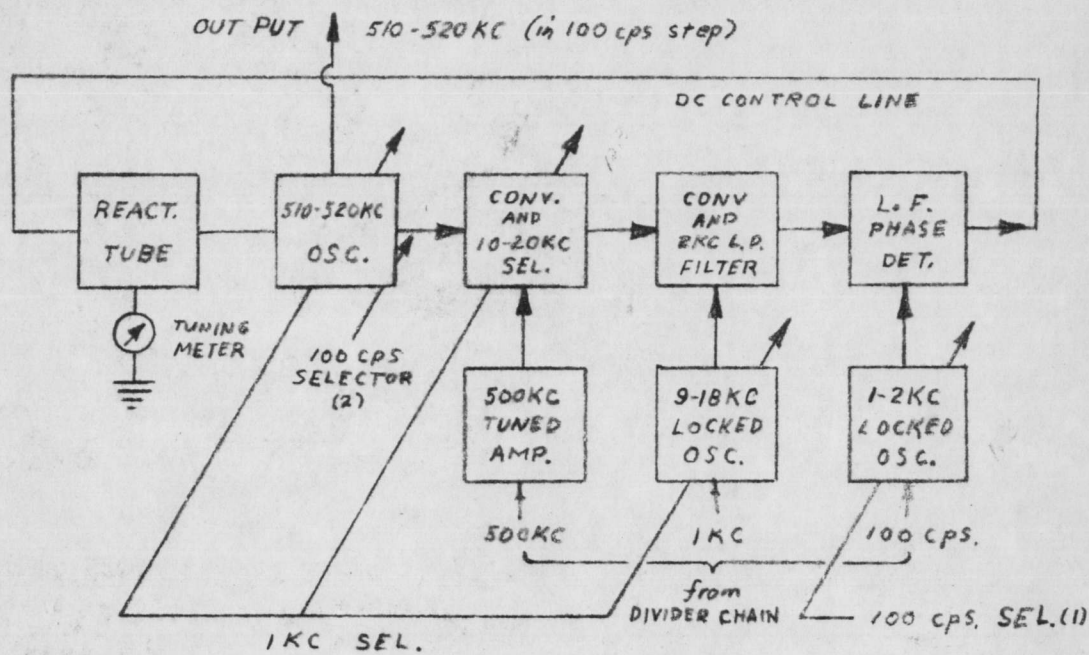 OUT PUT 510-520KC (in 100 cps step)
DC CONTROL LINE
REACT.
TUBE
510-520KC
OSC.
CONV.
AND
10-20KC
SEL.
CONV
AND
2KC L.P.
FILTER
L.F.
PHASE
DET.
TUNING
METER
100 CPS
SELECTOR
(2)
500KC
TUNED
AMP.
9-18KC
LOCKED
OSC.
1-2KC
LOCKED
OSC.
500KC
1KC
100 CPS.
from
DIVIDER CHAIN
100 CPS. SEL.(1)
1KC SEL.